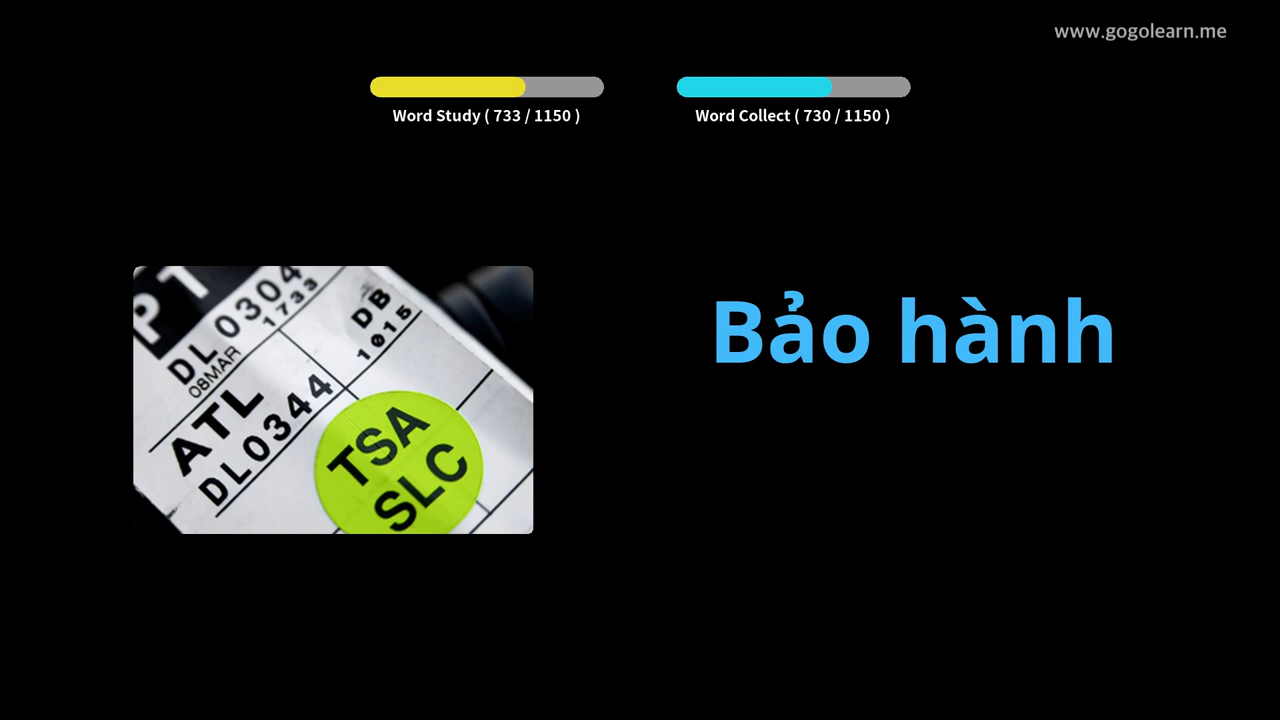 www.gogolearn.me
Word Study ( 733 / 1150 )
Word Collect ( 730 / 1150 )
Bảo hành
P1
DL0304
1733
08MAR
DB
1015
ATL
DL0344
TSA
SLC